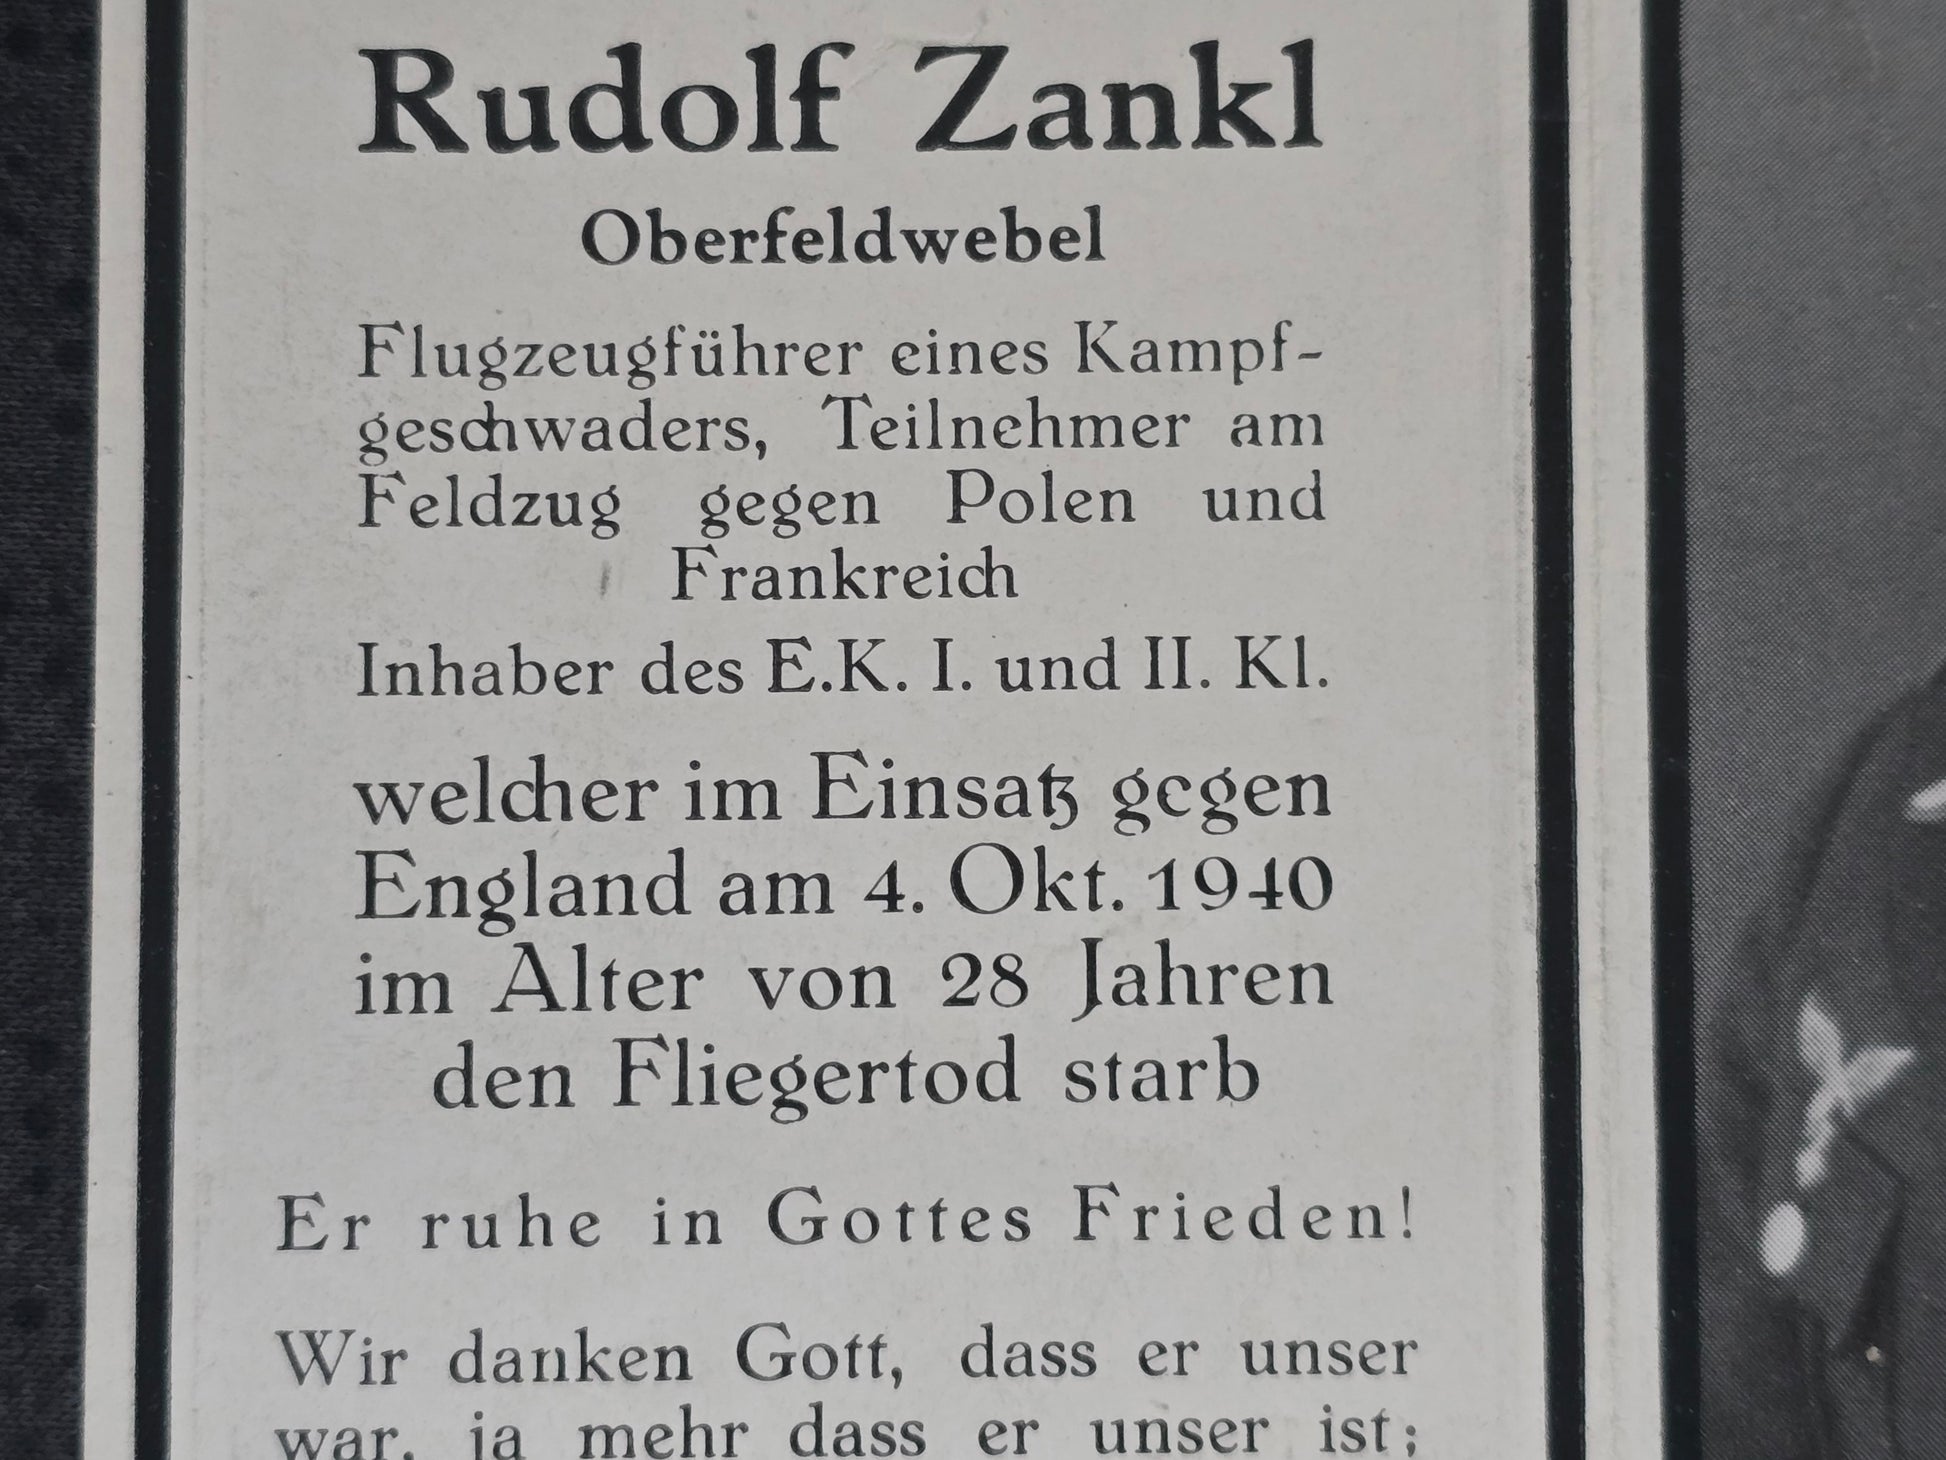 Rudolf Zankl
Oberfeldwebel
Flugzeugführer eines Kampf-
geschwaders, Teilnehmer am
Feldzug gegen Polen und
Frankreich
Inhaber des E.K. I. und II. Kl.
welcher im Einsatz gegen
England am 4. Okt. 1940
im Alter von 28 Jahren
den Fliegertod starb
Er ruhe in Gottes Frieden!
Wir danken Gott, dass er unser
war, ja mehr dass er unser ist;